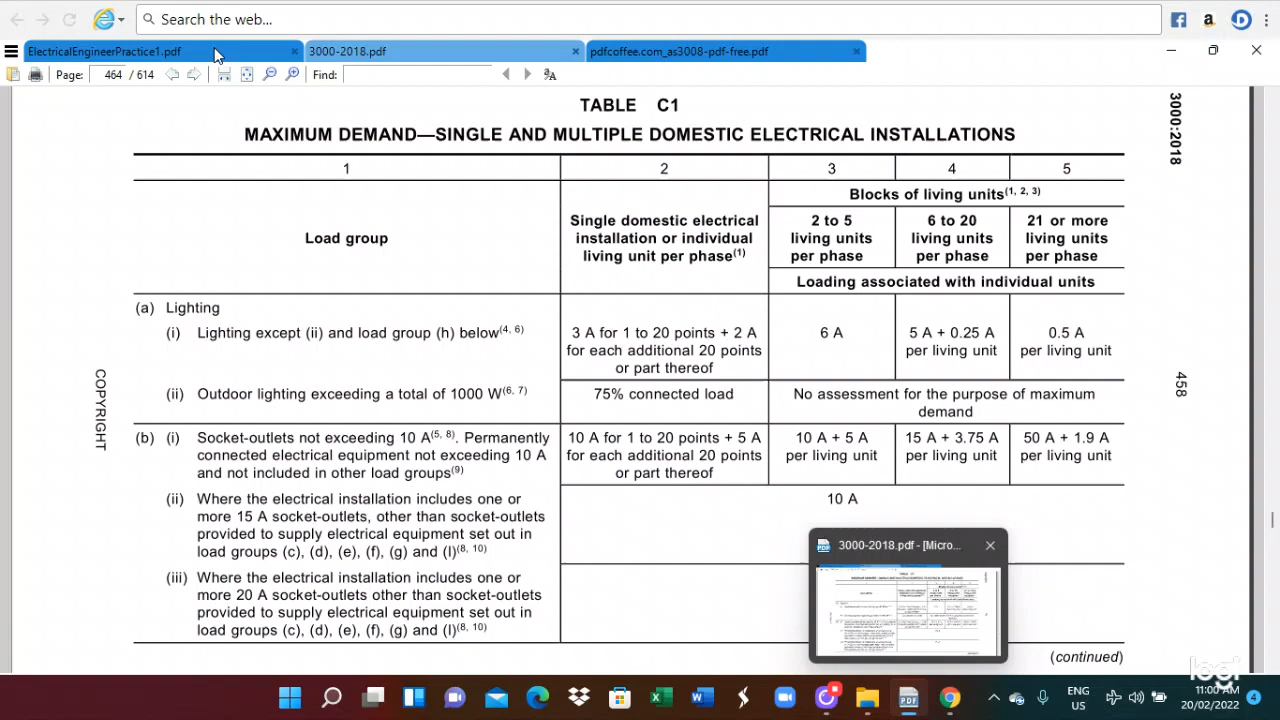 Search the web...
ElectricalEngineerPractice1.pdf
3000-2018.pdf
pdfcoffee.com_as3008-pdf-free.pdf
Page: 464 / 614
Find:
TABLE C1
MAXIMUM DEMAND—SINGLE AND MULTIPLE DOMESTIC ELECTRICAL INSTALLATIONS
3000:2018
1 2 3 4 5
Load group
Single domestic electrical
installation or individual
living unit per phase(1)
Blocks of living units(1, 2, 3)
2 to 5
living units
per phase
6 to 20
living units
per phase
21 or more
living units
per phase
Loading associated with individual units
(a) Lighting
(i) Lighting except (ii) and load group (h) below(4, 6)
3 A for 1 to 20 points + 2 A
for each additional 20 points
or part thereof
6 A
5 A + 0.25 A
per living unit
0.5 A
per living unit
(ii) Outdoor lighting exceeding a total of 1000 W(6, 7)
75% connected load
No assessment for the purpose of maximum
demand
(b) (i) Socket-outlets not exceeding 10 A(5, 8). Permanently
connected electrical equipment not exceeding 10 A
and not included in other load groups(9)
10 A for 1 to 20 points + 5 A
for each additional 20 points
or part thereof
10 A + 5 A
per living unit
15 A + 3.75 A
per living unit
50 A + 1.9 A
per living unit
(ii) Where the electrical installation includes one or
more 15 A socket-outlets, other than socket-outlets
provided to supply electrical equipment set out in
load groups (c), (d), (e), (f), (g) and (l)(8, 10)
10 A
(iii) Where the electrical installation includes one or
more 20 A socket-outlets other than socket-outlets
provided to supply electrical equipment set out in
load groups (c), (d), (e), (f), (g) and (l)(8, 10)
(continued)
COPYRIGHT
458
3000-2018.pdf - [Micro...
logi
ENG
US
11:00 AM
20/02/2022
4